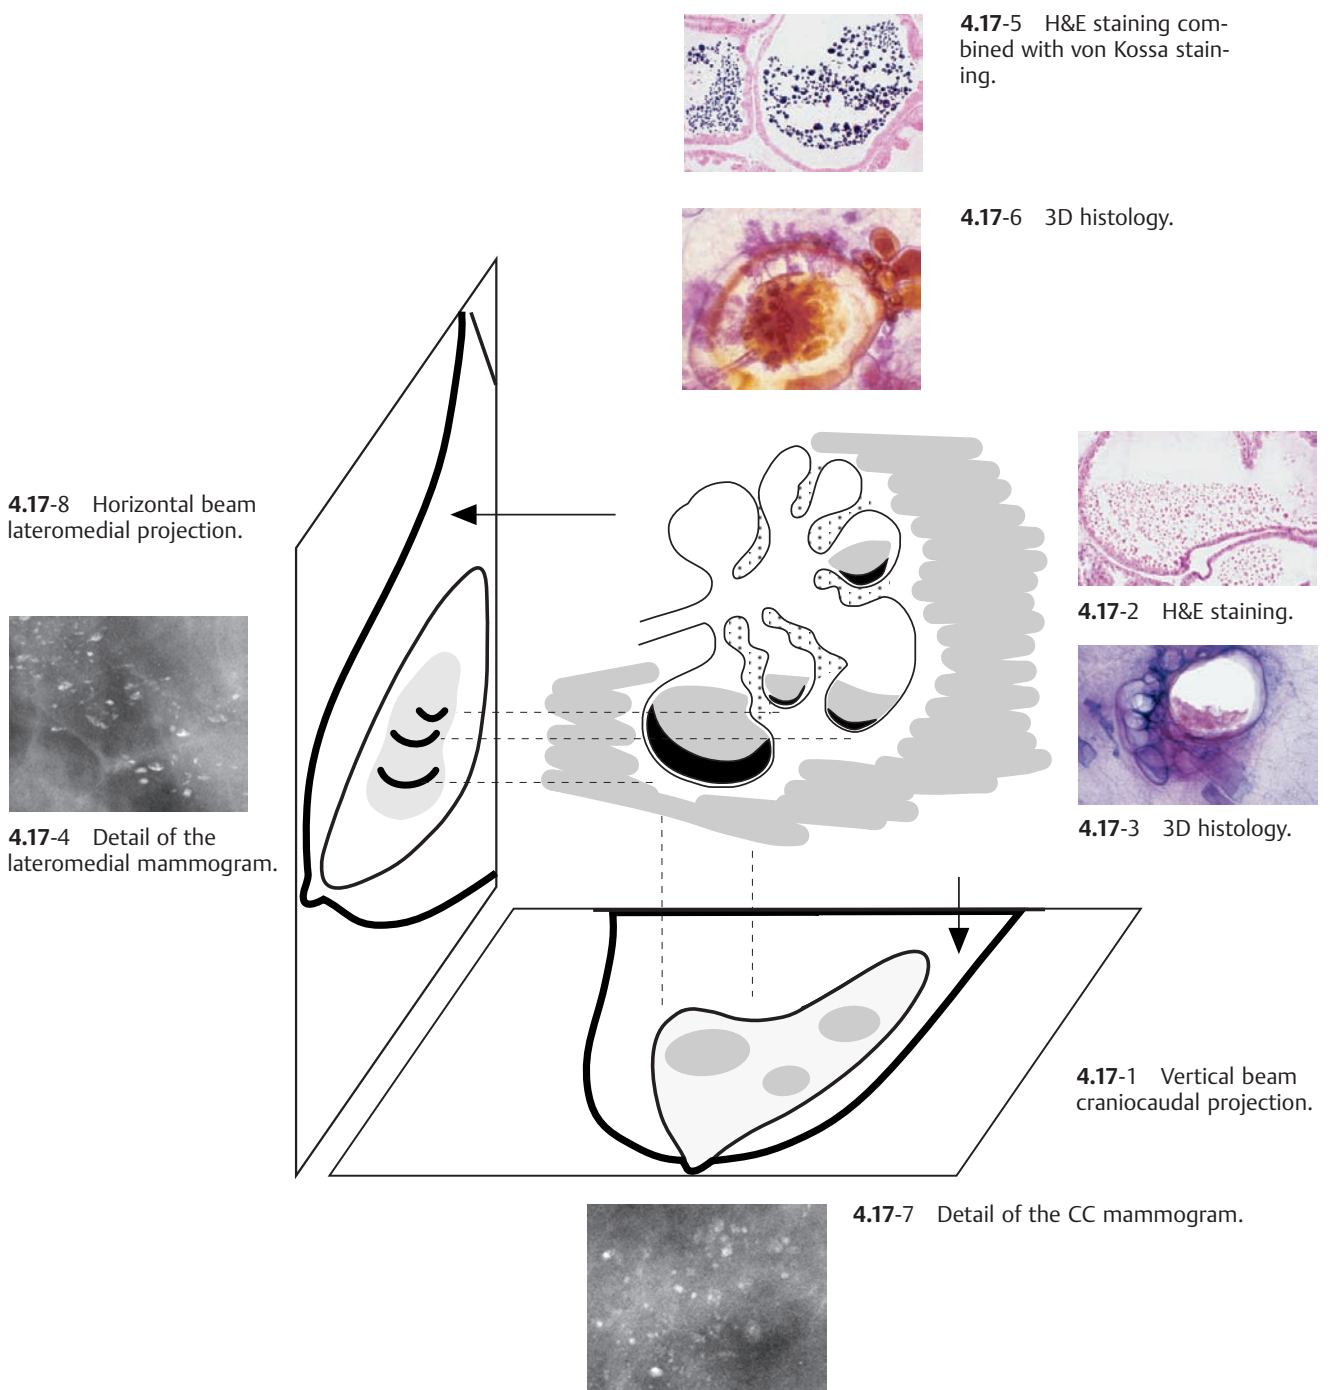 4.17-5 H&E staining com-
bined with von Kossa stain-
ing.
4.17-6 3D histology.
4.17-8 Horizontal beam
lateromedial projection.
4.17-2 H&E staining.
4.17-4 Detail of the
lateromedial mammogram.
4.17-3 3D histology.
4.17-1 Vertical beam
craniocaudal projection.
4.17-7 Detail of the CC mammogram.